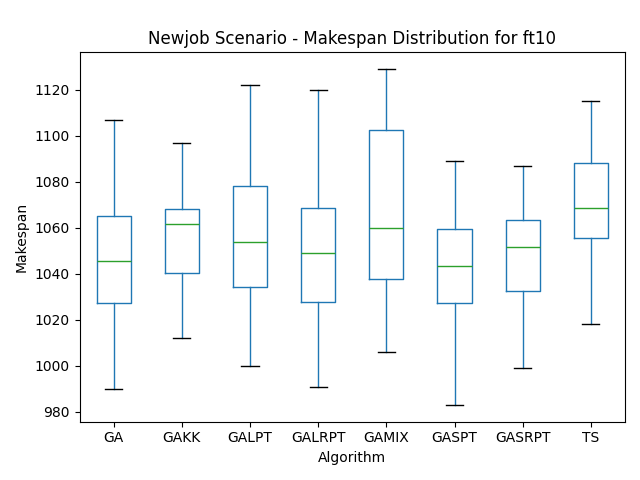 Newjob Scenario - Makespan Distribution for ft10
Makespan
1120
1100
1080
1060
1040
1020
1000
980
GA GAKK GALPT GALRPT GAMIX GASPT GASRPT TS
Algorithm